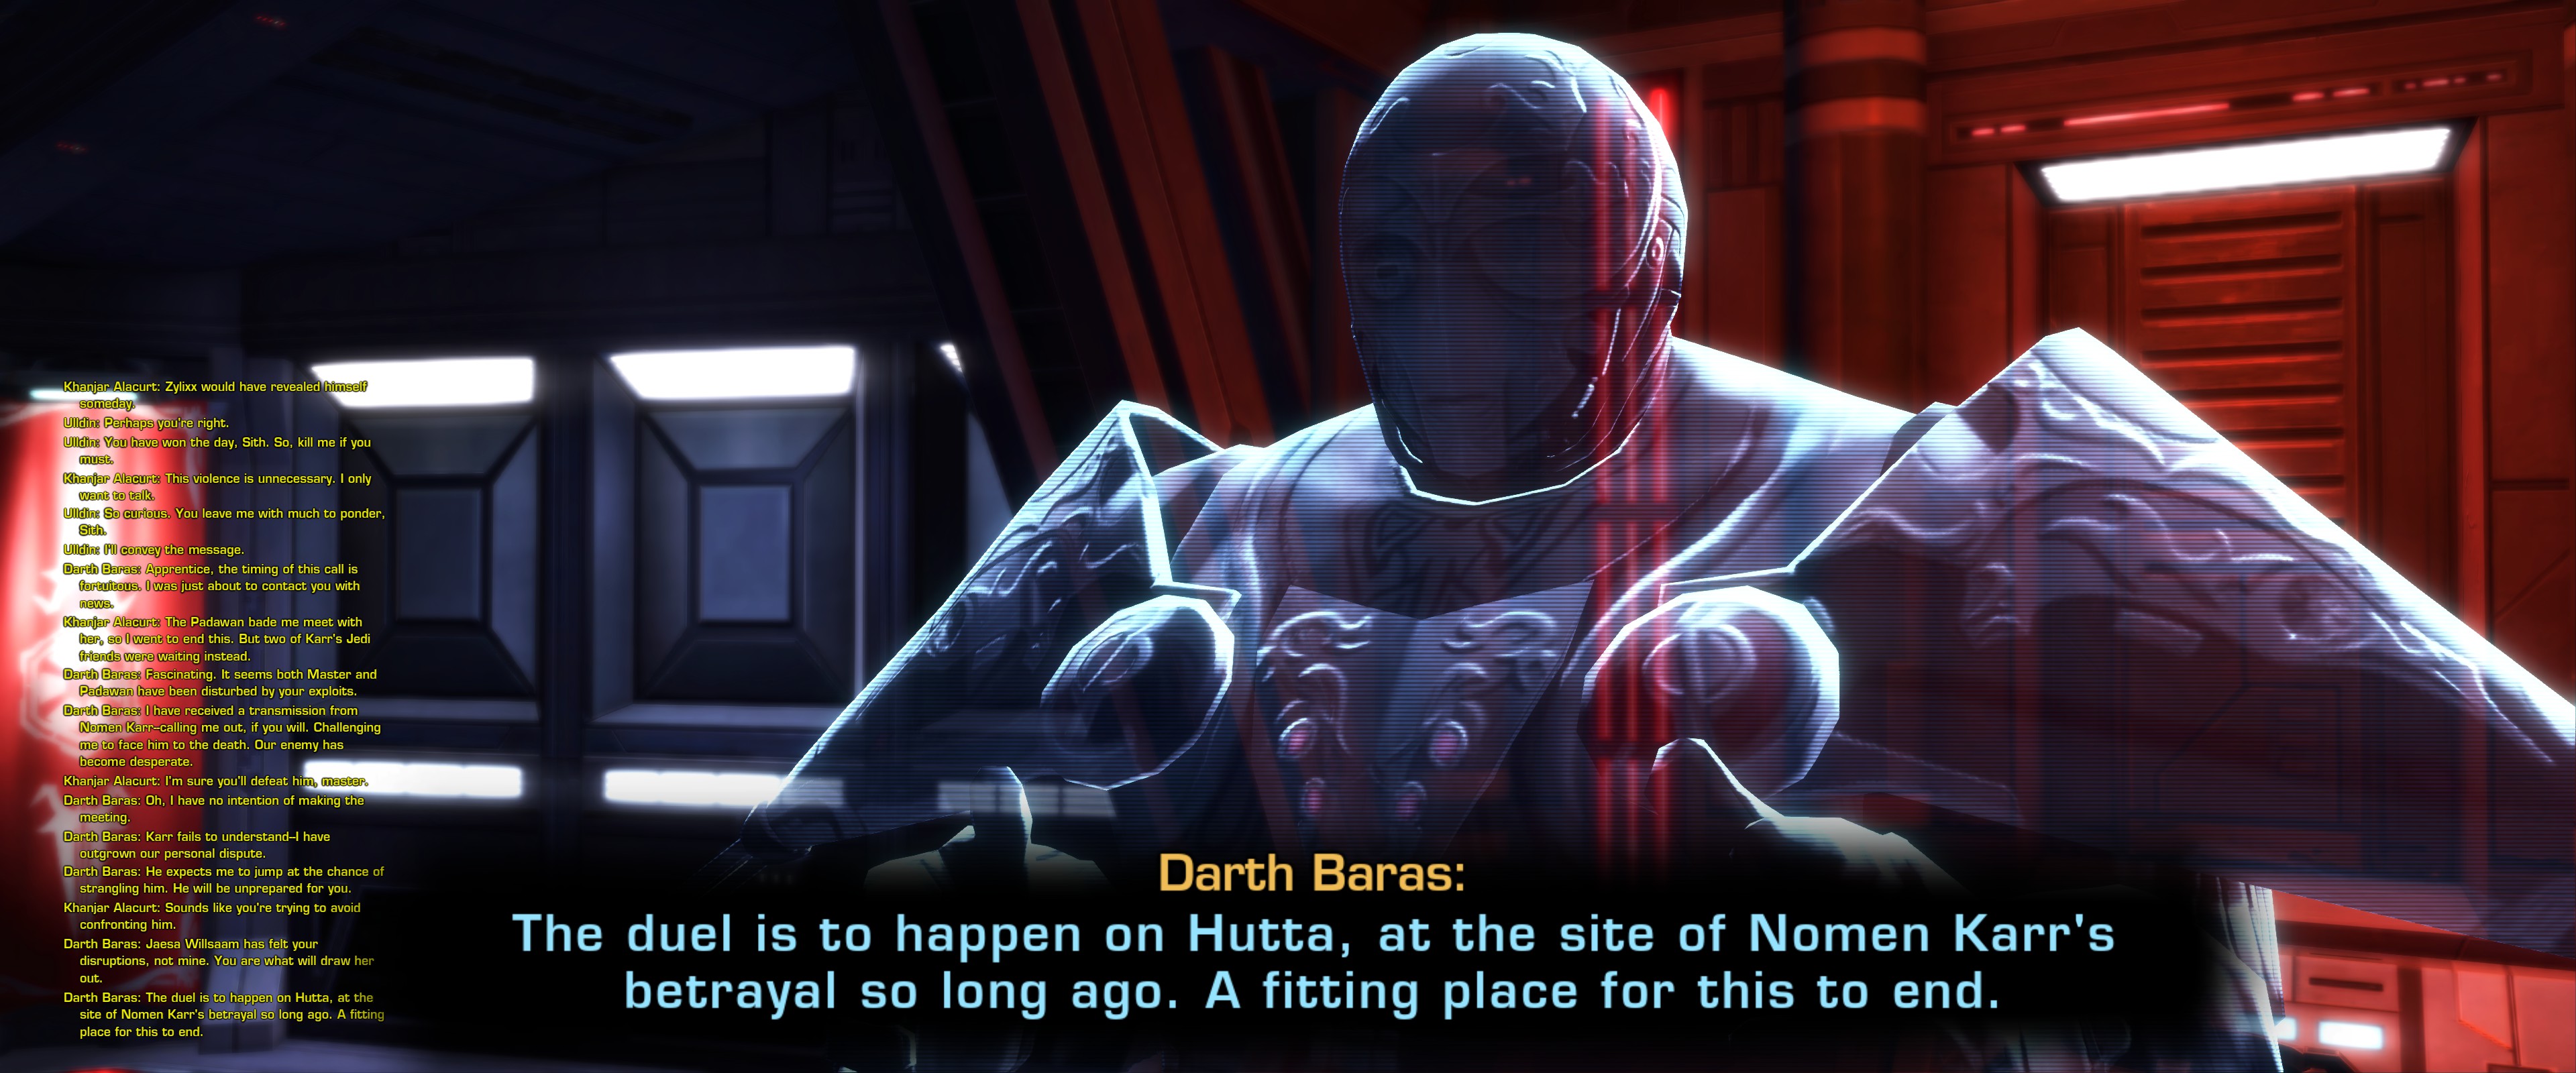 Khanjar Alacurt: Zylixx would have revealed himself
someday.
Ulldin: Perhaps you're right.
Ulldin: You have won the day, Sith. So, kill me if you
must.
Khanjar Alacurt: This violence is unnecessary. I only
want to talk.
Ulldin: So curious. You leave me with much to ponder,
Sith.
Ulldin: I'll convey the message.
Darth Baras: Apprentice, the timing of this call is
fortuitous. I was just about to contact you with
news.
Khanjar Alacurt: The Padawan bade me meet with
her, so I went to end this. But two of Karr's Jedi
friends were waiting instead.
Darth Baras: Fascinating. It seems both Master and
Padawan have been disturbed by your exploits.
Darth Baras: I have received a transmission from
Nomen Karr–calling me out, if you will. Challenging
me to face him to the death. Our enemy has
become desperate.
Khanjar Alacurt: I'm sure you'll defeat him, master.
Darth Baras: Oh, I have no intention of making the
meeting.
Darth Baras: Karr fails to understand–I have
outgrown our personal dispute.
Darth Baras: He expects me to jump at the chance of
strangling him. He will be unprepared for you.
Khanjar Alacurt: Sounds like you're trying to avoid
confronting him.
Darth Baras: Jaesa Willsaam has felt your
disruptions, not mine. You are what will draw her
out.
Darth Baras: The duel is to happen on Hutta, at the
site of Nomen Karr's betrayal so long ago. A fitting
place for this to end.
Darth Baras:
The duel is to happen on Hutta, at the site of Nomen Karr's
betrayal so long ago. A fitting place for this to end.